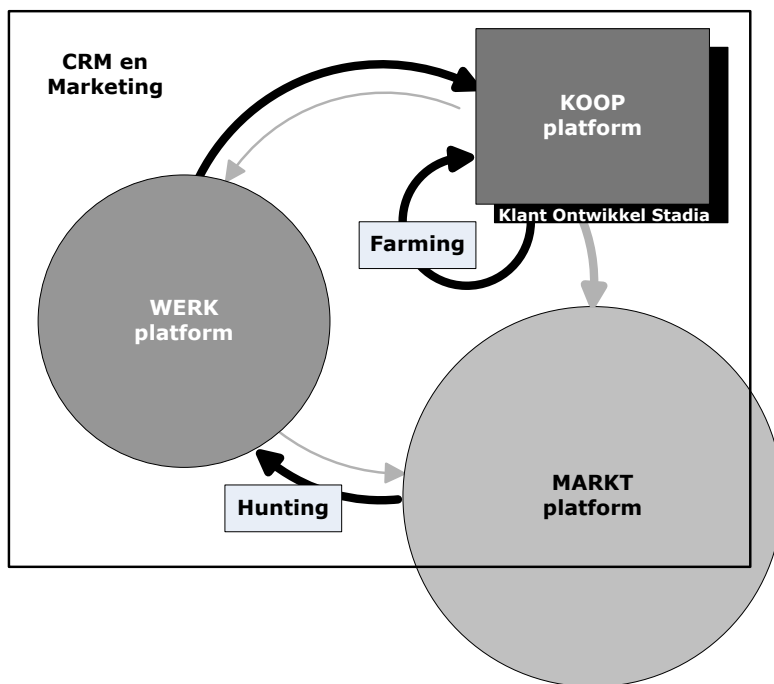 CRM en
Marketing
KOOP
platform
Klant Ontwikkel Stadia
Farming
WERK
platform
Hunting
MARKT
platform